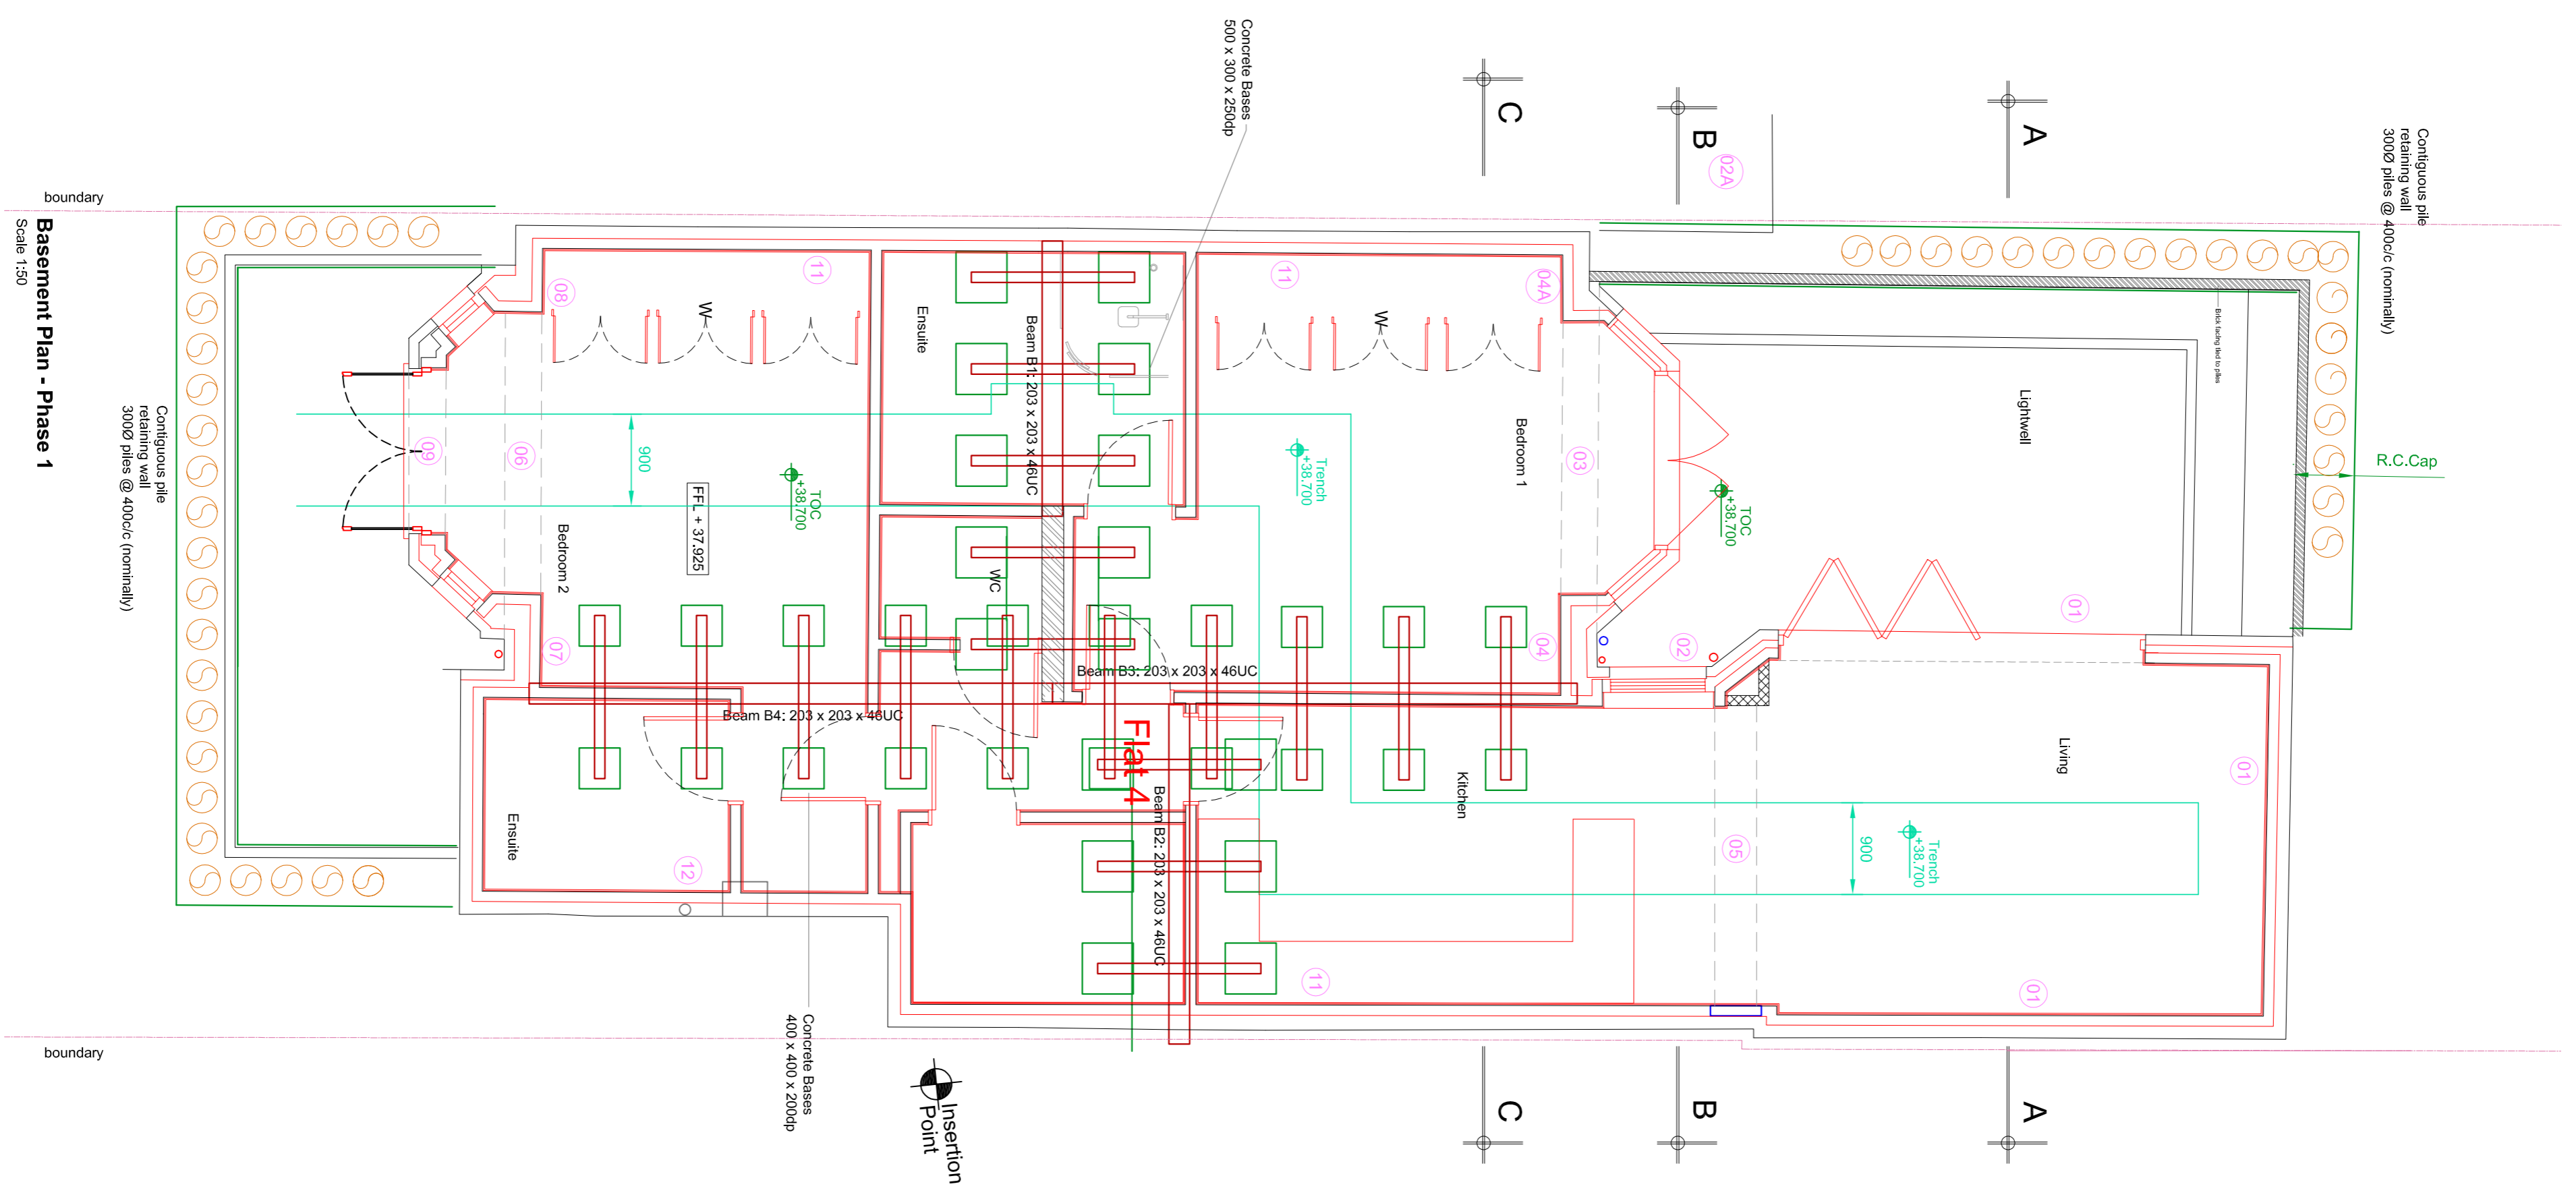 Basement Plan - Phase 1
Scale 1:50
boundary
boundary
Contiguous pile
retaining wall
300Ø piles @ 400c/c (nominally)
Contiguous pile
retaining wall
300Ø piles @ 400c/c (nominally)
R.C.Cap
Concrete Bases
500 x 300 x 250dp
Concrete Bases
400 x 400 x 200dp
A
B
C
A
B
C
02A
Brick facing tied to piles
Lightwell
01
01
01
Living
02
03
04
04A
05
06
07
08
09
11
11
11
12
Bedroom 1
Bedroom 2
W
W
Ensuite
Ensuite
WC
Kitchen
Flat 4
FFL + 37.925
TOC
+38.700
TOC
+38.700
Trench
+38.700
Trench
+38.700
900
900
Beam B1: 203 x 203 x 46UC
Beam B2: 203 x 203 x 46UC
Beam B3: 203 x 203 x 46UC
Beam B4: 203 x 203 x 46UC
Insertion
Point